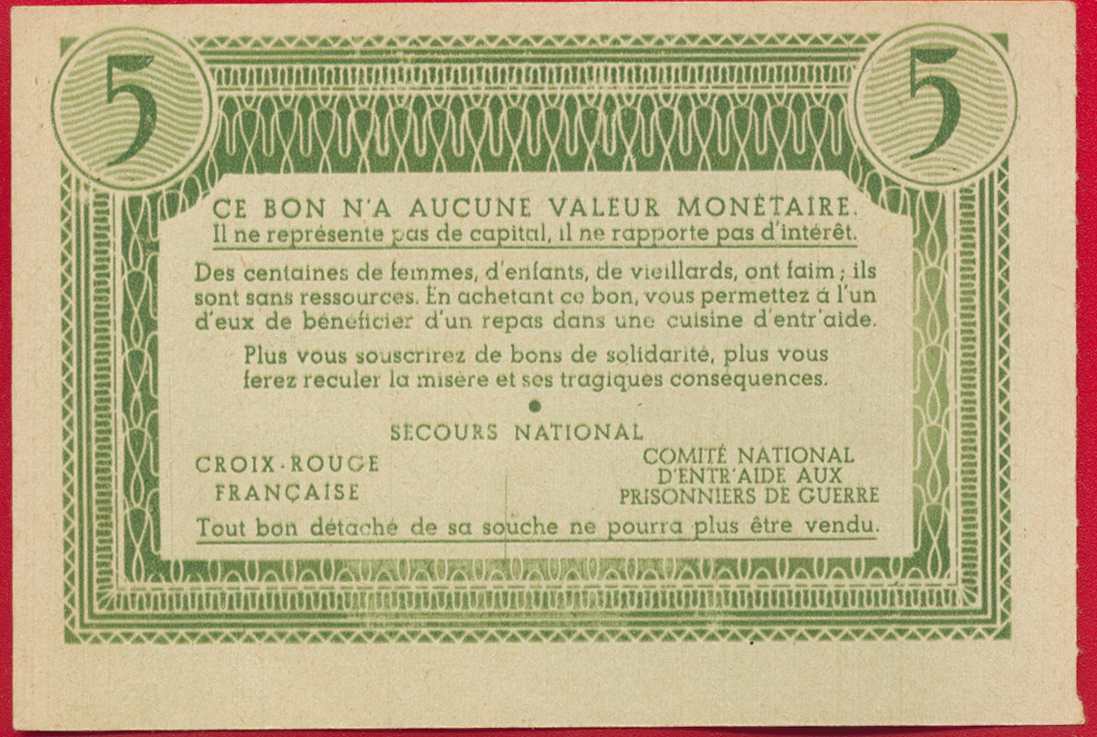 5 5
CE BON N'A AUCUNE VALEUR MONÉTAIRE.
Il ne représente pas de capital, il ne rapporte pas d'intérêt.
Des centaines de femmes, d'enfants, de vieillards, ont faim ; ils
sont sans ressources. En achetant ce bon, vous permettez à l'un
d'eux de bénéficier d'un repas dans une cuisine d'entr'aide.
Plus vous souscrirez de bons de solidarité, plus vous
ferez reculer la misère et ses tragiques conséquences.
SECOURS NATIONAL
CROIX-ROUGE
FRANÇAISE
COMITÉ NATIONAL
D'ENTR'AIDE AUX
PRISONNIERS DE GUERRE
Tout bon détaché de sa souche ne pourra plus être vendu.